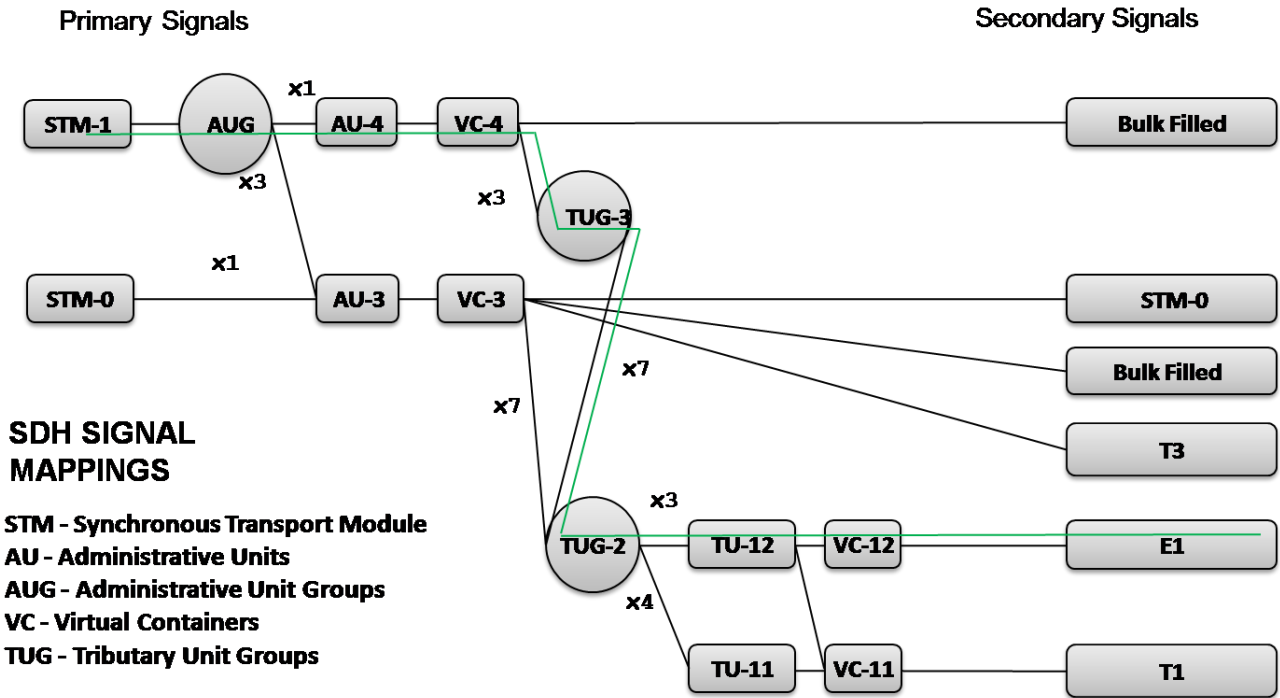 Primary Signals
Secondary Signals
x1
STM-1
AUG
AU-4
VC-4
Bulk Filled
x3
x3
TUG-3
x1
STM-0
AU-3
VC-3
STM-0
x7
Bulk Filled
x7
SDH SIGNAL
MAPPINGS
T3
x3
STM - Synchronous Transport Module
AU - Administrative Units
AUG - Administrative Unit Groups
VC - Virtual Containers
TUG - Tributary Unit Groups
TUG-2
TU-12
VC-12
E1
x4
TU-11
VC-11
T1